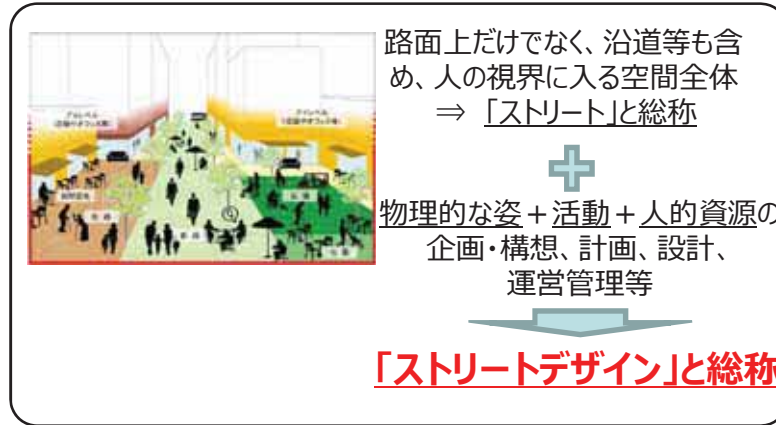 路面上だけでなく、沿道等も含
め、人の視界に入る空間全体
⇒ 「ストリート」と総称
物理的な姿+活動+人的資源の
企画・構想、計画、設計、
運営管理等
「ストリートデザイン」と総称